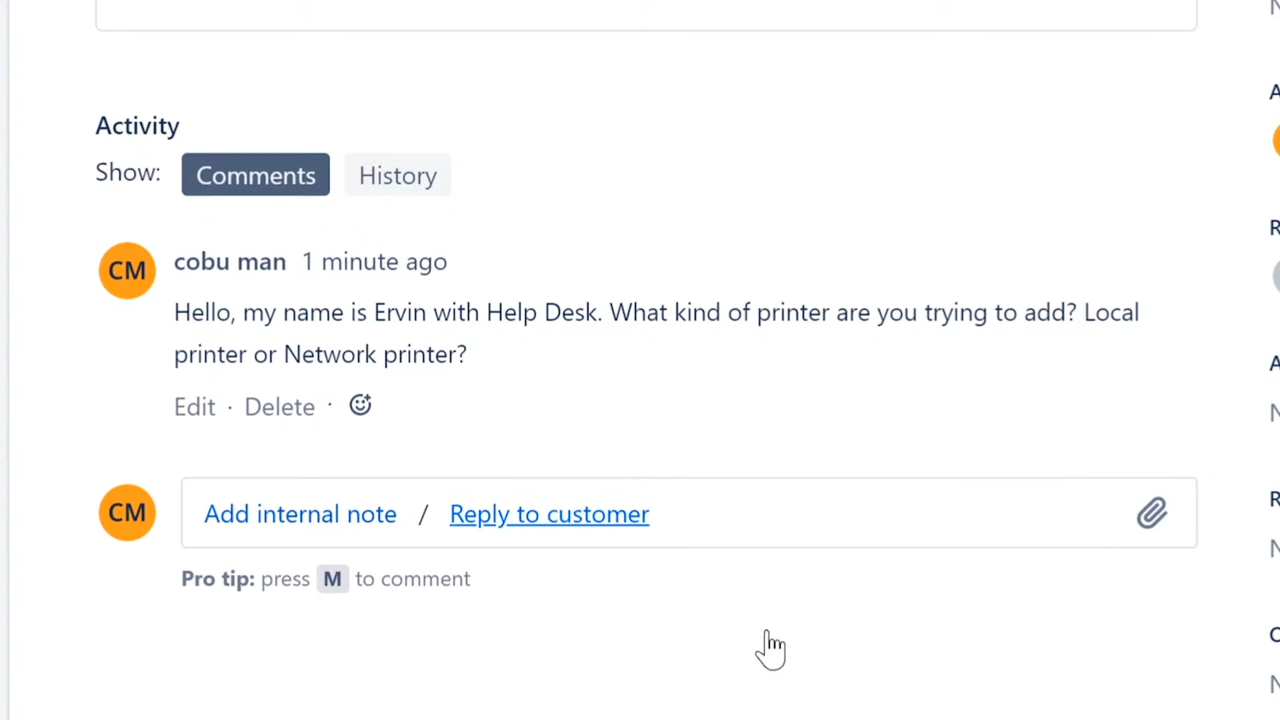 Activity
Show: Comments History
CM cobu man 1 minute ago
Hello, my name is Ervin with Help Desk. What kind of printer are you trying to add? Local
printer or Network printer?
Edit · Delete ·
CM Add internal note / Reply to customer
Pro tip: press M to comment